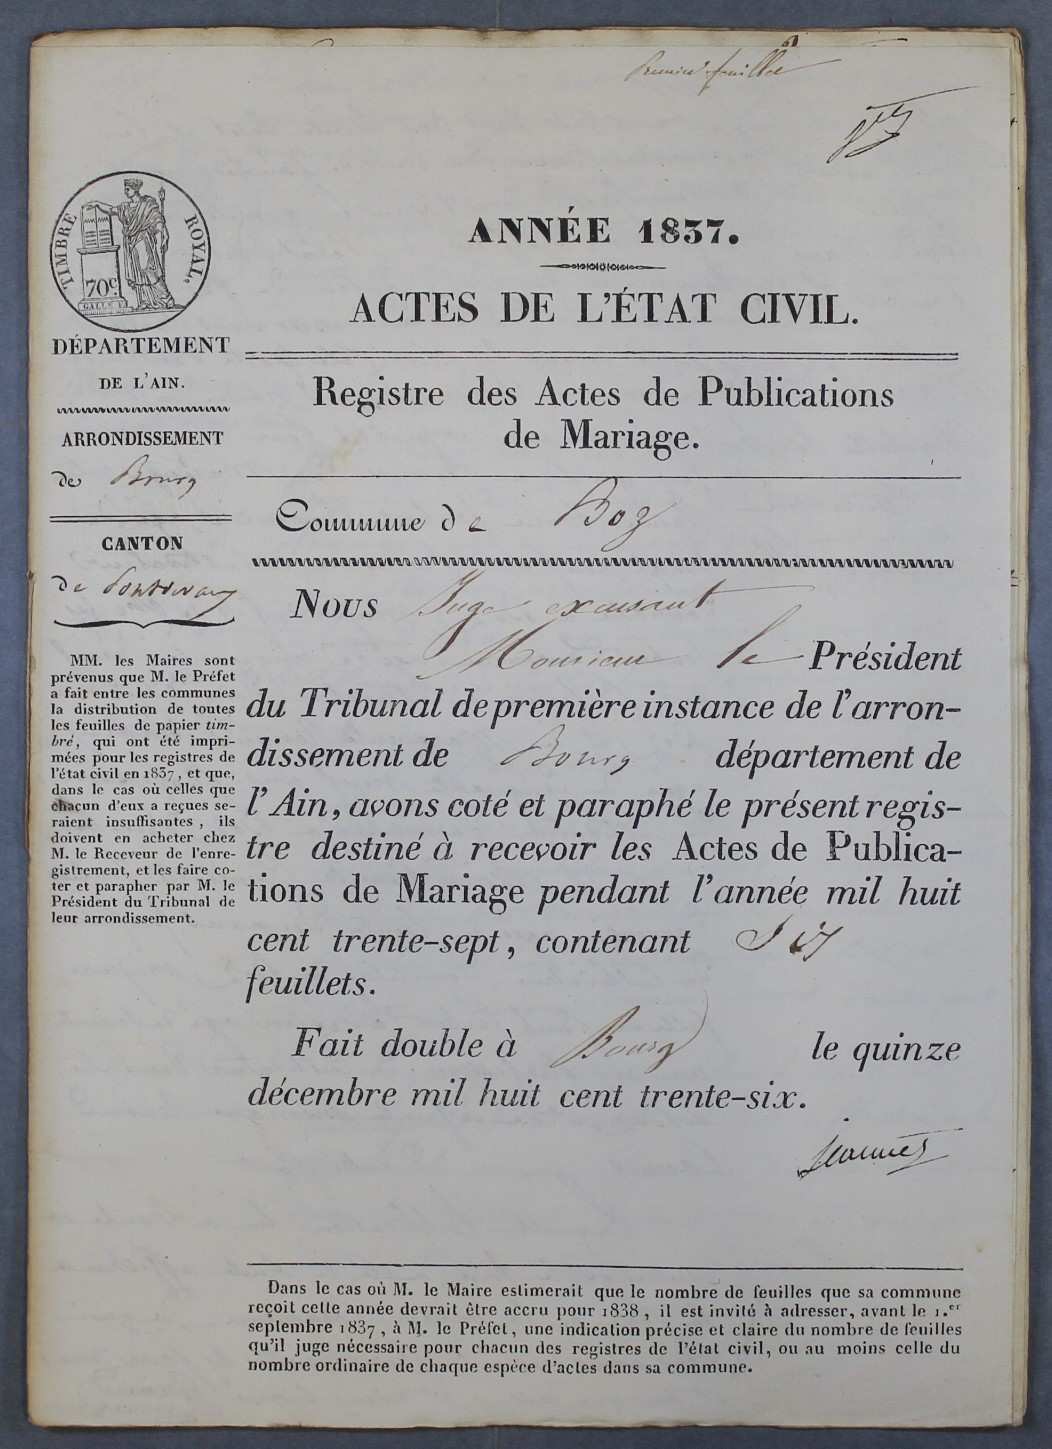 Premier feuillet
TIMBRE ROYAL.
70c.
ANNÉE 1837.
ACTES DE L'ÉTAT CIVIL.
DÉPARTEMENT
DE L'AIN.
ARRONDISSEMENT
de Bourg
CANTON
de Pontdevaux
MM. les Maires sont
prévenus que M. le Préfet
a fait entre les communes
la distribution de toutes
les feuilles de papier tim-
bré, qui ont été impri-
mées pour les registres de
l'état civil en 1837, et que,
dans le cas où celles que
chacun d'eux a reçues se-
raient insuffisantes, ils
doivent en acheter chez
M. le Receveur de l'enre-
gistrement, et les faire co-
ter et parapher par M. le
Président du Tribunal de
leur arrondissement.
Registre des Actes de Publications
de Mariage.
Commune de Boz
Nous Juge excusant
Monsieur le Président
du Tribunal de première instance de l'arron-
dissement de Bourg département de
l'Ain, avons coté et paraphé le présent regis-
tre destiné à recevoir les Actes de Publica-
tions de Mariage pendant l'année mil huit
cent trente-sept, contenant Six
feuillets.
Fait double à Bourg le quinze
décembre mil huit cent trente-six.
Dans le cas où M. le Maire estimerait que le nombre de feuilles que sa commune
reçoit cette année devrait être accru pour 1838, il est invité à adresser, avant le 1.er
septembre 1837, à M. le Préfet, une indication précise et claire du nombre de feuilles
qu'il juge nécessaire pour chacun des registres de l'état civil, ou au moins celle du
nombre ordinaire de chaque espèce d'actes dans sa commune.